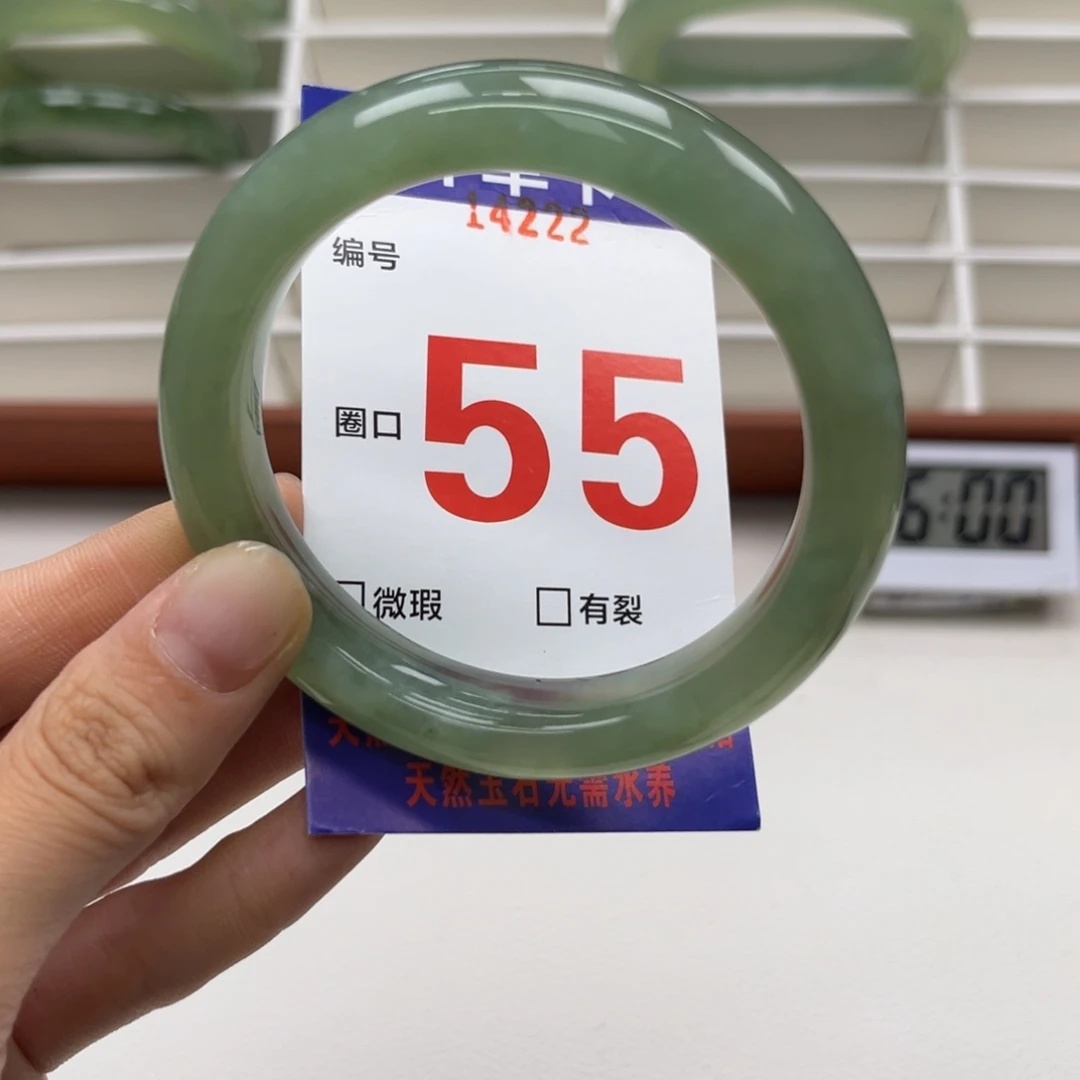 14222
编号
圈口 55
微瑕 有裂
天然玉石无需水养
6:00